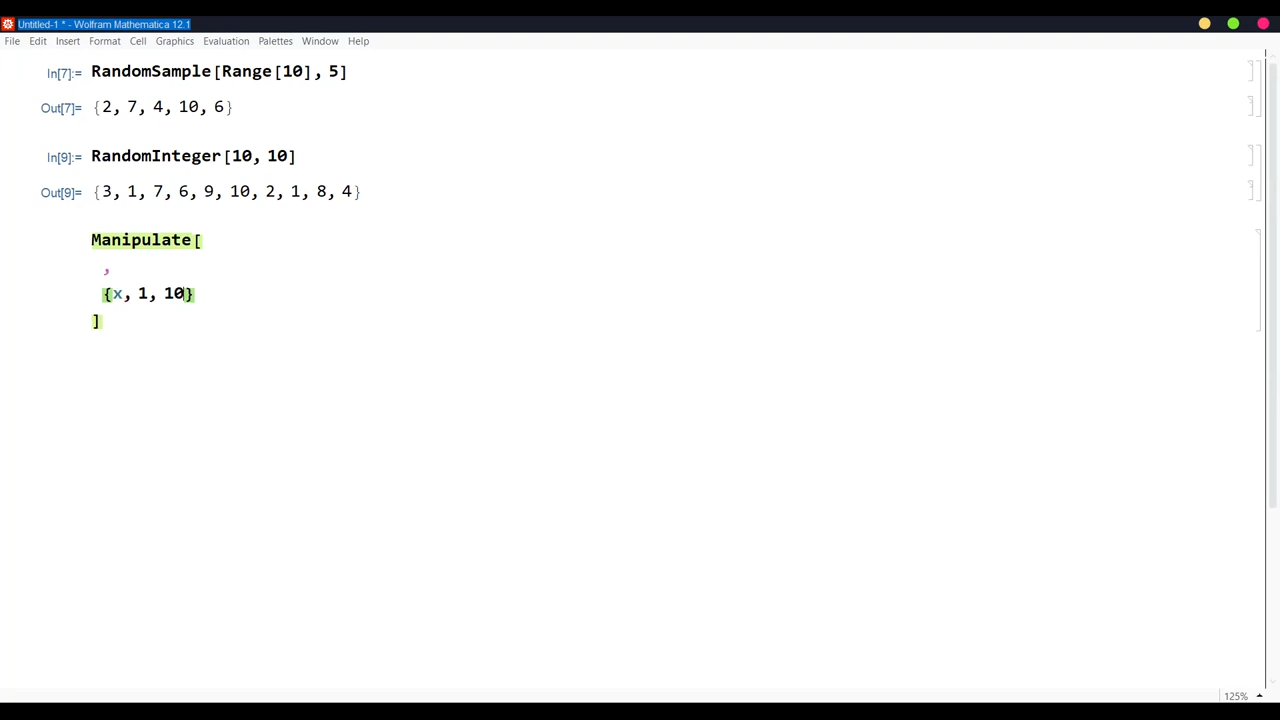 Untitled-1 * - Wolfram Mathematica 12.1
File Edit Insert Format Cell Graphics Evaluation Palettes Window Help
In[7]:= RandomSample[Range[10], 5]
Out[7]= {2, 7, 4, 10, 6}
In[9]:= RandomInteger[10, 10]
Out[9]= {3, 1, 7, 6, 9, 10, 2, 1, 8, 4}
Manipulate[
,
{x, 1, 10}
]
125%